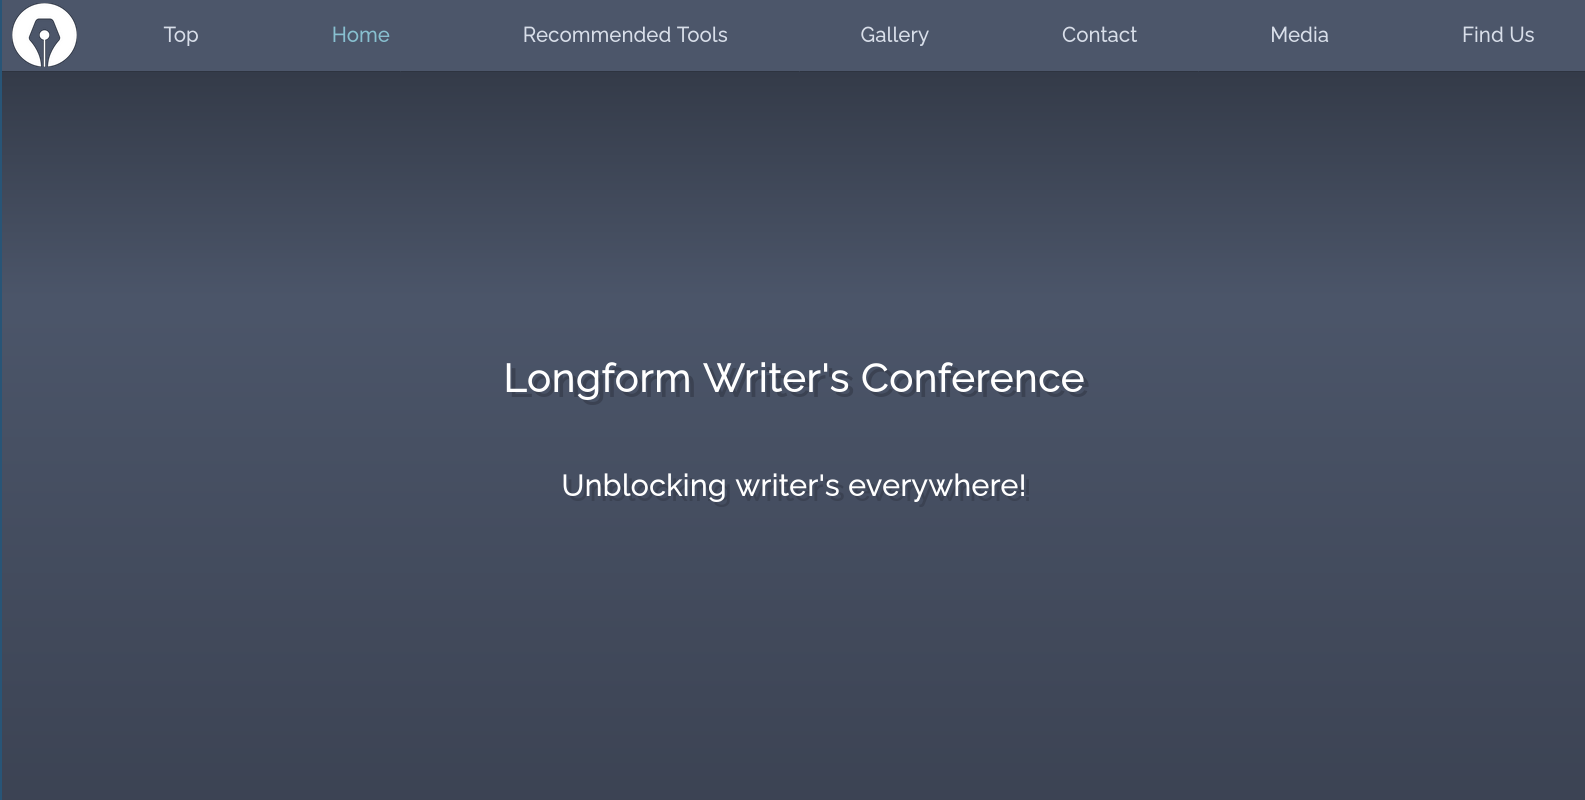 Top Home Recommended Tools Gallery Contact Media Find Us
Longform Writer's Conference
Unblocking writer's everywhere!